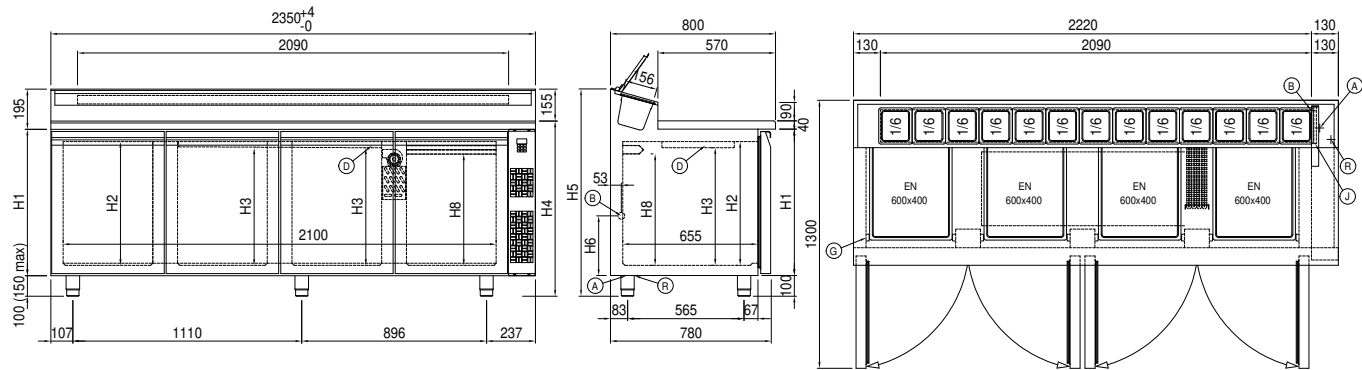 2350+4
-0
2090
195
155
H1
H2
H3
D
H3
H8
H4
2100
100 (150 max)
107
1110
896
237
800
570
156
90
40
H5
53
B
H6
H8
D
H3
H2
H1
655
A
R
100
83
565
67
780
2220
130
130
2090
130
B
A
1/6
1/6
1/6
1/6
1/6
1/6
1/6
1/6
1/6
1/6
1/6
1/6
1/6
R
J
EN
600x400
EN
600x400
EN
600x400
EN
600x400
G
1300